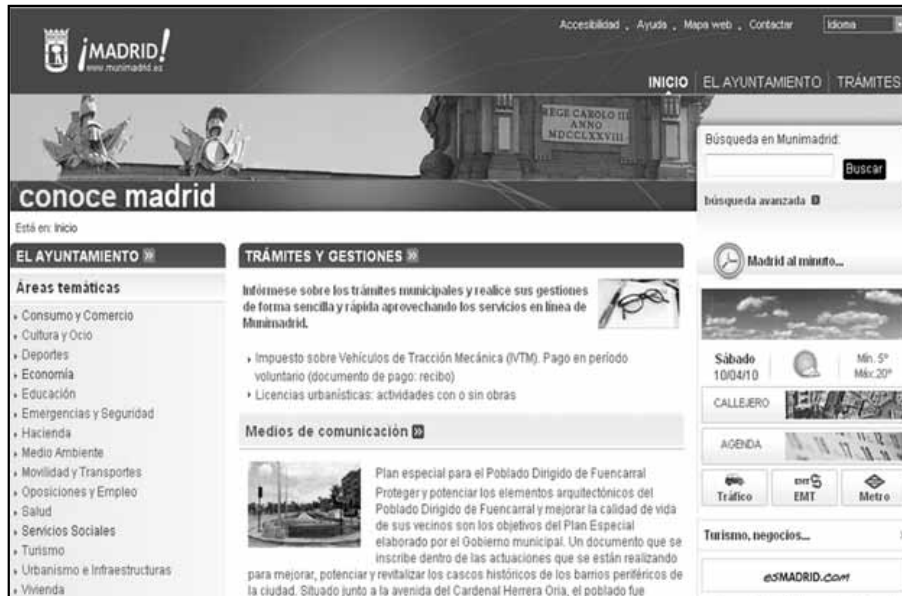 Accesibilidad . Ayuda . Mapa web . Contactar
Idioma
¡MADRID!
www.munimadrid.es
INICIO EL AYUNTAMIENTO TRÁMITES
REGE CAROLO III
ANNO
MDCCLXXVIII
conoce madrid
Está en: Inicio
EL AYUNTAMIENTO
Áreas temáticas
Consumo y Comercio
Cultura y Ocio
Deportes
Economía
Educación
Emergencias y Seguridad
Hacienda
Medio Ambiente
Movilidad y Transportes
Oposiciones y Empleo
Salud
Servicios Sociales
Turismo
Urbanismo e Infraestructuras
Vivienda
TRÁMITES Y GESTIONES
Infórmese sobre los trámites municipales y realice sus gestiones
de forma sencilla y rápida aprovechando los servicios en línea de
Munimadrid.
Impuesto sobre Vehículos de Tracción Mecánica (IVTM). Pago en período
voluntario (documento de pago: recibo)
Licencias urbanísticas: actividades con o sin obras
Medios de comunicación
Plan especial para el Poblado Dirigido de Fuencarral
Proteger y potenciar los elementos arquitectónicos del
Poblado Dirigido de Fuencarral y mejorar la calidad de vida
de sus vecinos son los objetivos del Plan Especial
elaborado por el Gobierno municipal. Un documento que se
inscribe dentro de las actuaciones que se están realizando
para mejorar, potenciar y revitalizar los cascos históricos de los barrios periféricos de
la ciudad. Situado junto a la avenida del Cardenal Herrera Oria, el poblado fue
Búsqueda en Munimadrid:
Buscar
búsqueda avanzada
Madrid al minuto...
Sábado
10/04/10
Mín. 5º
Máx.20º
CALLEJERO
AGENDA
10 11 12
17 18 19
Tráfico
EMT
Metro
Turismo, negocios...
esMADRID.com